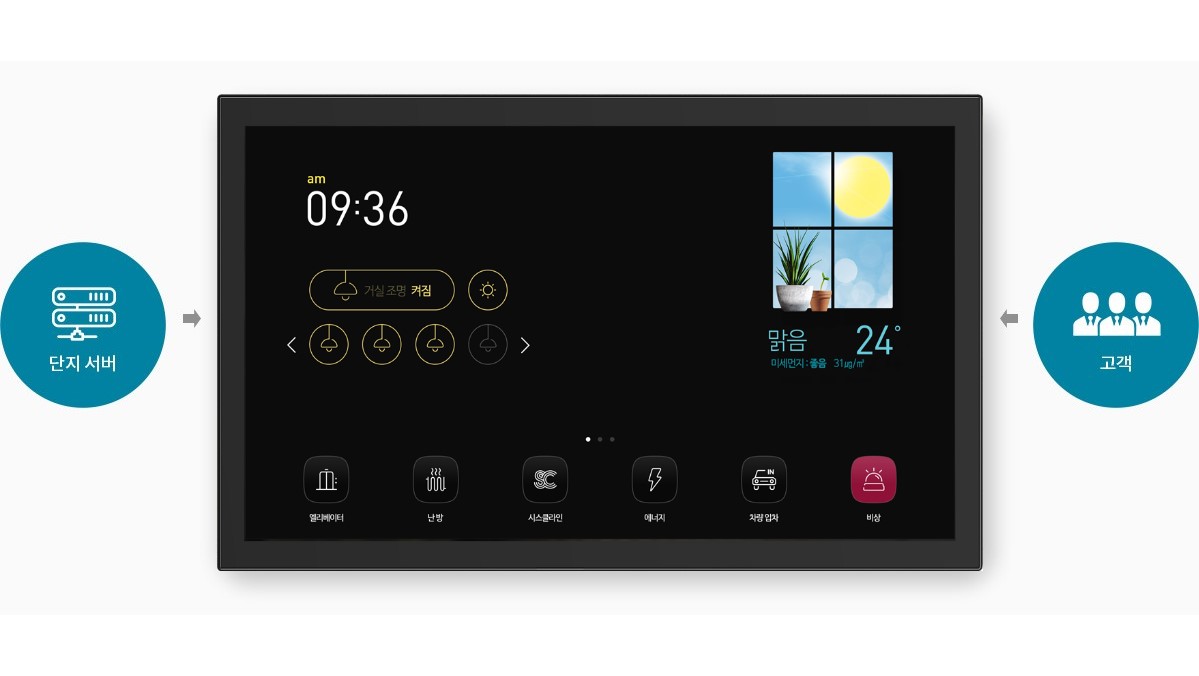 am
09:36
거실 조명 켜짐
맑음 24°
미세먼지 : 좋음 31㎍/㎥
단지 서버
고객
SC
IN
엘리베이터
난방
시스클라인
에너지
차량 입차
비상